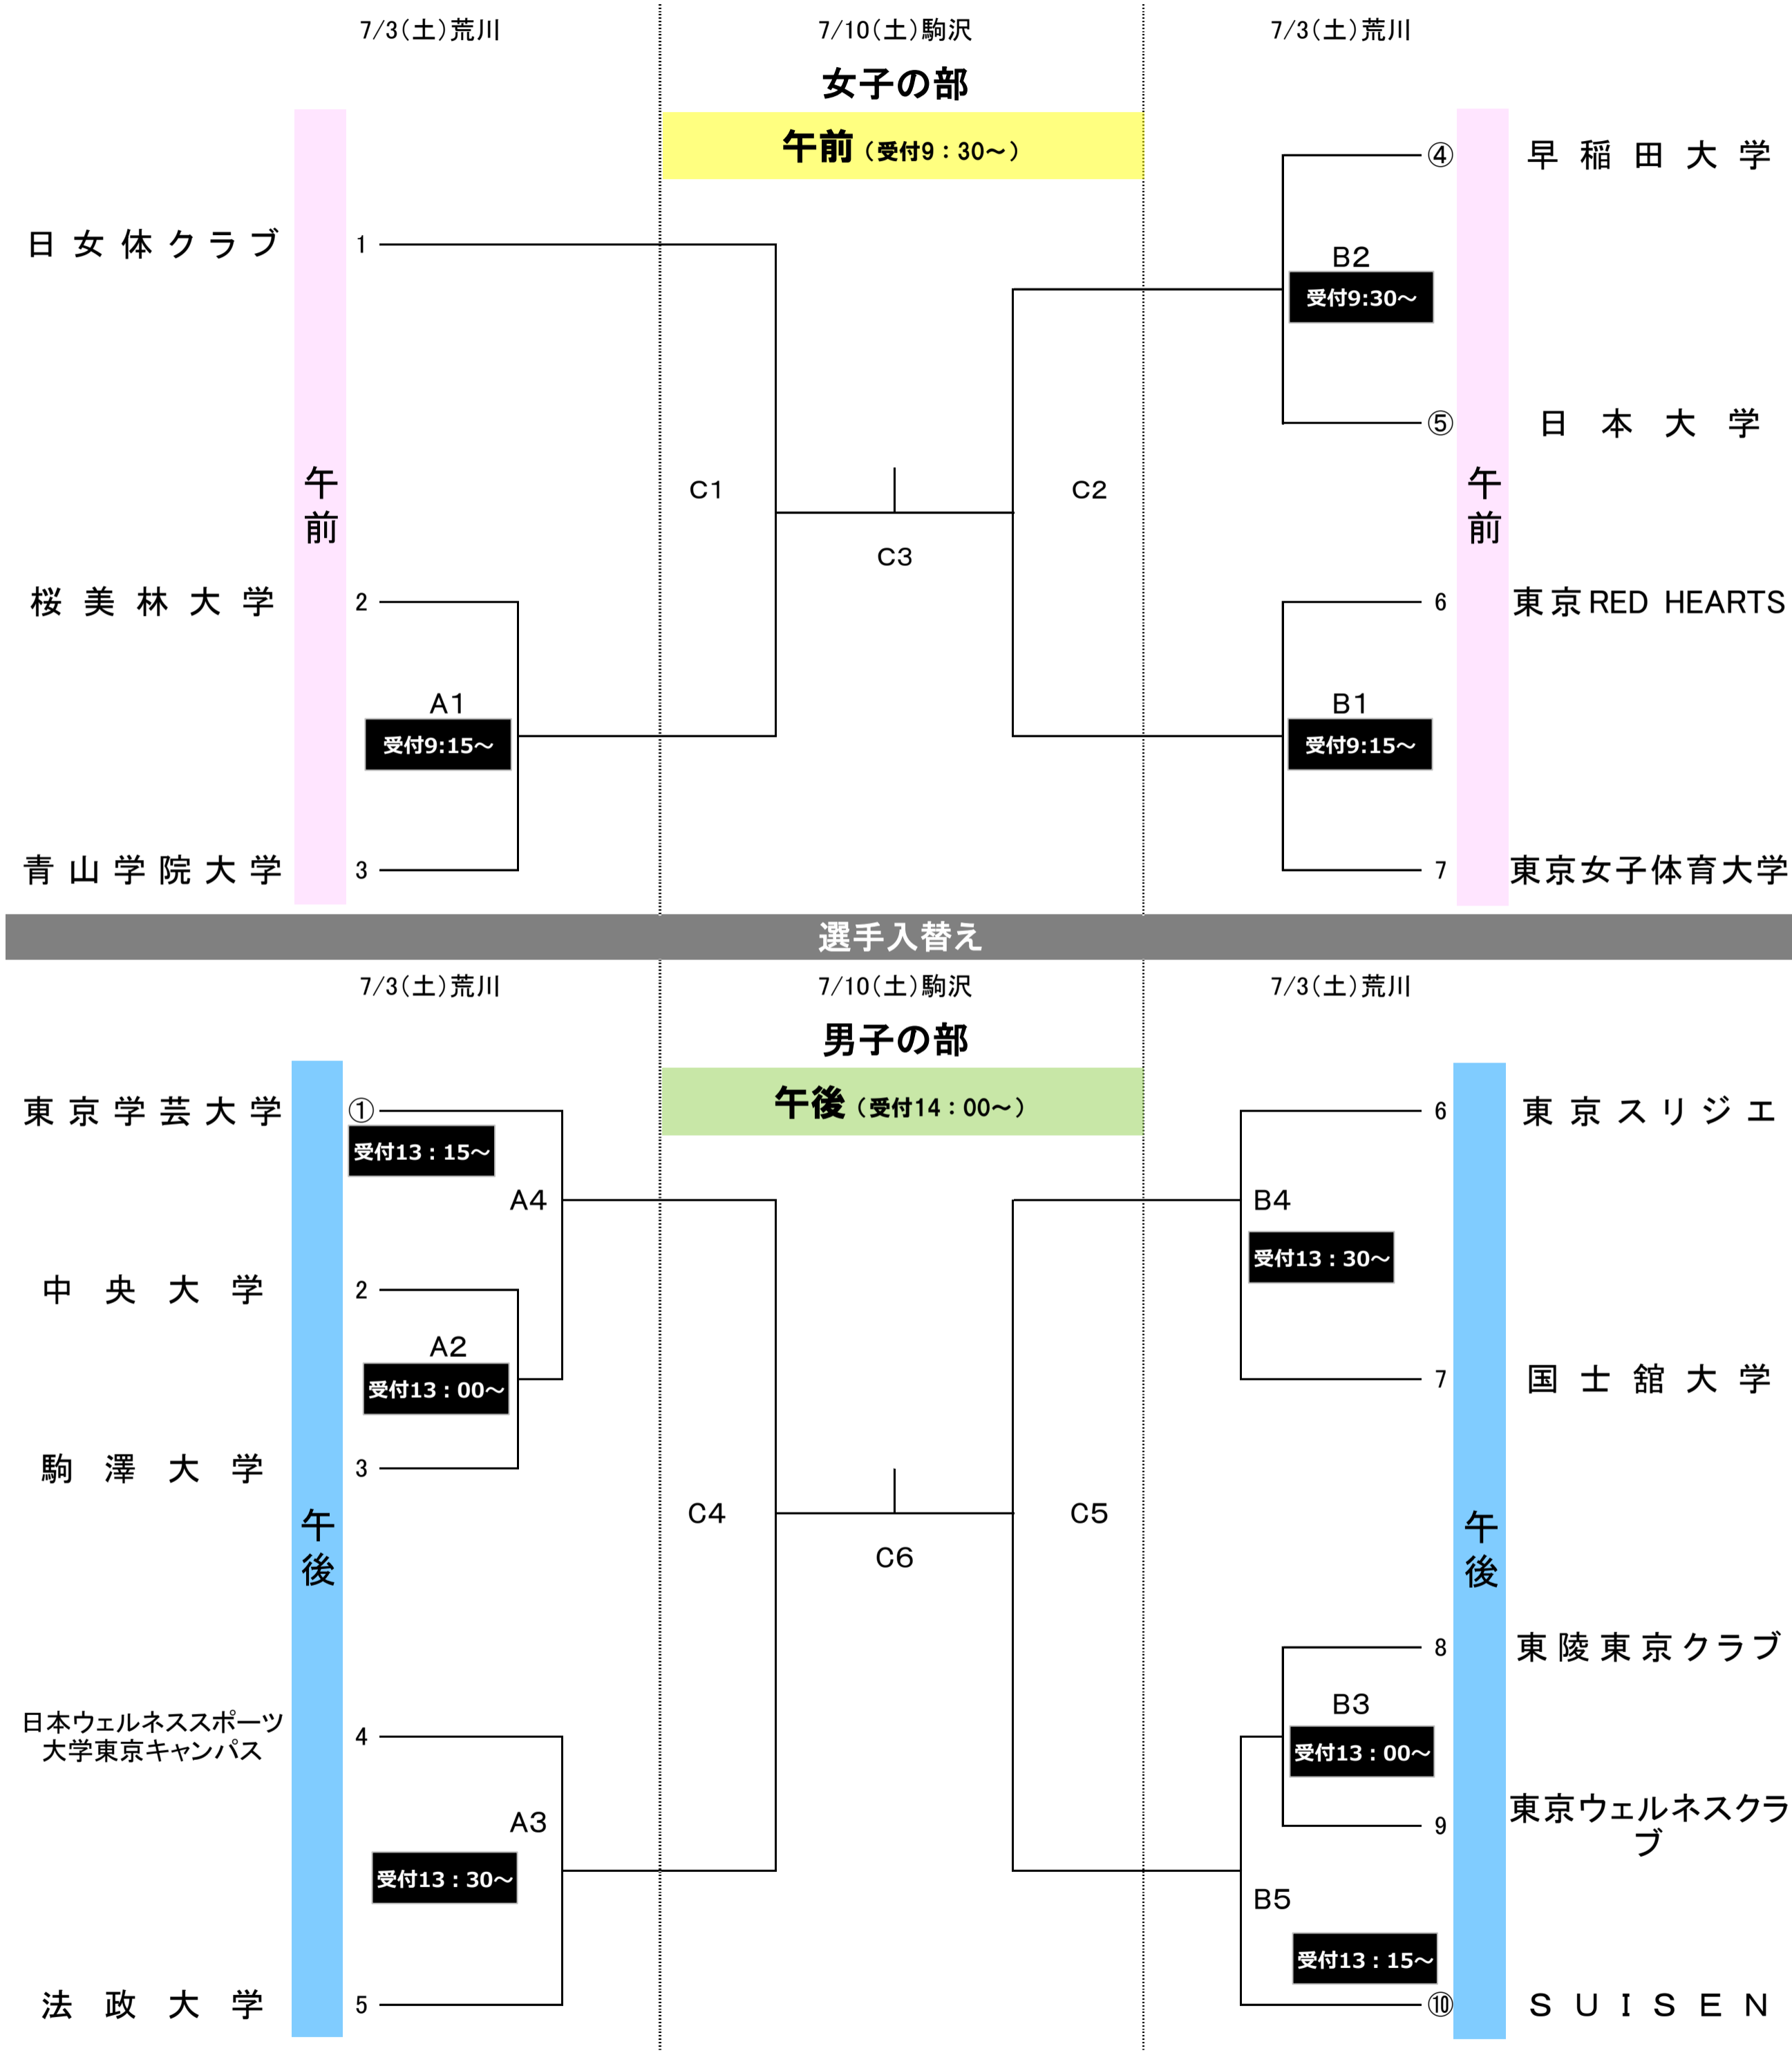 7/3(土)荒川
7/10(土)駒沢
7/3(土)荒川
女子の部
午前（受付9：30～）
④ 早稲田大学
日女体クラブ 1
B2
受付9:30～
⑤ 日本大学
午前
C1
C2
午前
C3
桜美林大学 2
6 東京RED HEARTS
A1
受付9:15～
B1
受付9:15～
青山学院大学 3
7 東京女子体育大学
選手入替え
7/3(土)荒川
7/10(土)駒沢
7/3(土)荒川
男子の部
午後（受付14：00～）
東京学芸大学 ①
受付13：15～
6 東京スリジエ
A4
B4
受付13：30～
中央大学 2
A2
受付13：00～
7 国士舘大学
駒澤大学 3
午後
C4
C5
午後
C6
8 東陵東京クラブ
日本ウェルネススポーツ
大学東京キャンパス
4
B3
受付13：00～
A3
受付13：30～
9
東京ウェルネスクラ
ブ
B5
受付13：15～
法政大学 5
⑩ SUISEN